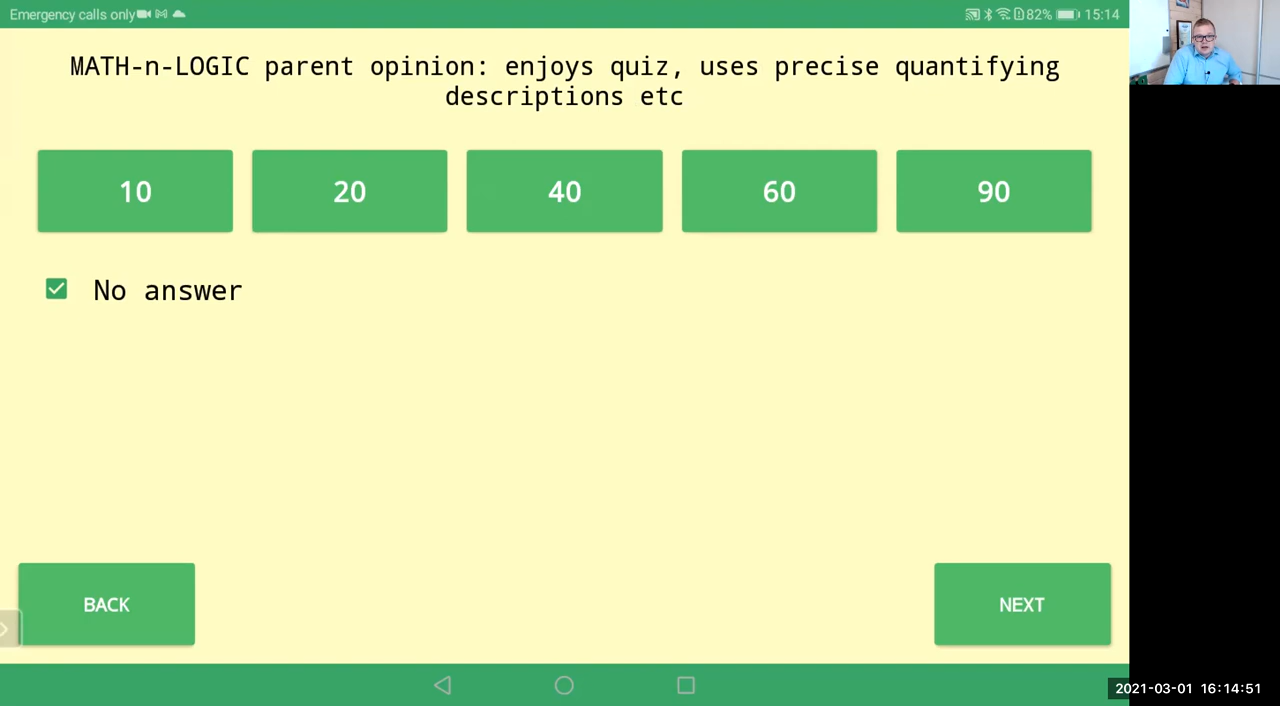 Emergency calls only
82% 15:14
MATH-n-LOGIC parent opinion: enjoys quiz, uses precise quantifying
descriptions etc
10 20 40 60 90
No answer
BACK NEXT
2021-03-01 16:14:51